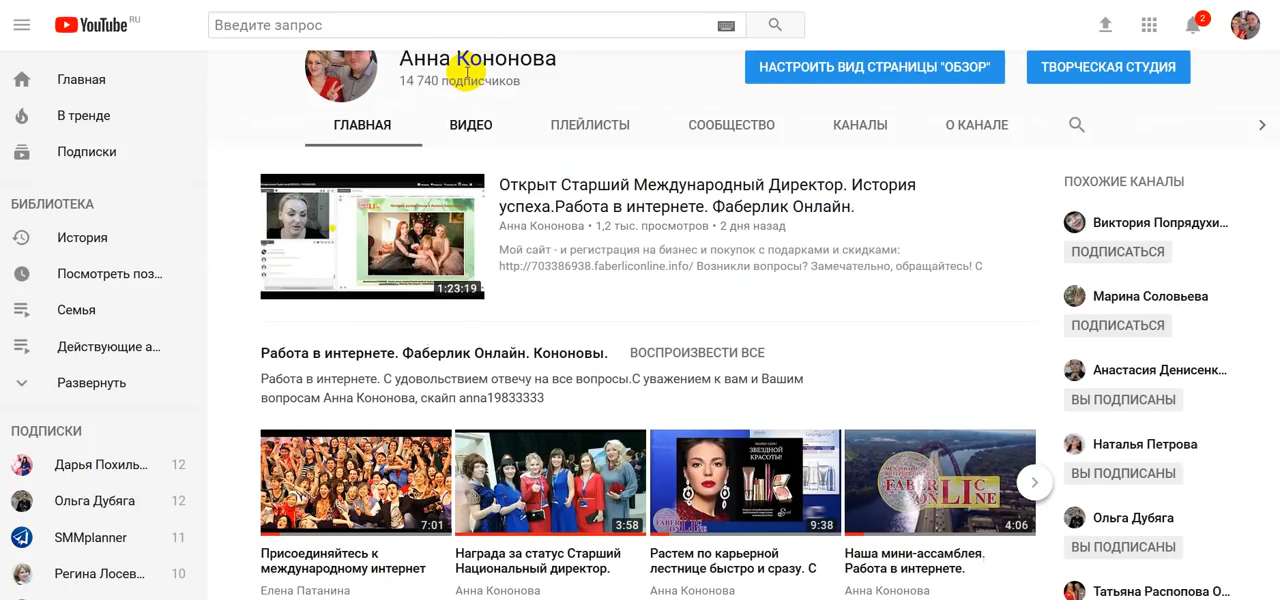 YouTube RU
Введите запрос
2
Анна Кононова
14 740 подписчиков
НАСТРОИТЬ ВИД СТРАНИЦЫ "ОБЗОР"
ТВОРЧЕСКАЯ СТУДИЯ
ГЛАВНАЯ ВИДЕО ПЛЕЙЛИСТЫ СООБЩЕСТВО КАНАЛЫ О КАНАЛЕ
Главная
В тренде
Подписки
БИБЛИОТЕКА
История
Посмотреть поз...
Семья
Действующие а...
Развернуть
ПОДПИСКИ
Дарья Похиль... 12
Ольга Дубяга 12
SMMplanner 11
Регина Лосев... 10
1:23:19
Открыт Старший Международный Директор. История
успеха.Работа в интернете. Фаберлик Онлайн.
Анна Кононова • 1,2 тыс. просмотров • 2 дня назад
Мой сайт - и регистрация на бизнес и покупок с подарками и скидками:
http://703386938.faberliconline.info/ Возникли вопросы? Замечательно, обращайтесь! С
Работа в интернете. Фаберлик Онлайн. Кононовы. ВОСПРОИЗВЕСТИ ВСЕ
Работа в интернете. С удовольствием отвечу на все вопросы.С уважением к вам и Вашим
вопросам Анна Кононова, скайп anna19833333
7:01
Присоединяйтесь к
международному интернет
Елена Патанина
3:58
Награда за статус Старший
Национальный директор.
Анна Кононова
ЗВЕЗДНОЙ
КРАСОТЫ!
9:38
Растем по карьерной
лестнице быстро и сразу. С
Анна Кононова
FABERLIC
ONLINE
4:06
Наша мини-ассамблея.
Работа в интернете.
Анна Кононова
ПОХОЖИЕ КАНАЛЫ
Виктория Попрядухи...
ПОДПИСАТЬСЯ
Марина Соловьева
ПОДПИСАТЬСЯ
Анастасия Денисенк...
ВЫ ПОДПИСАНЫ
Наталья Петрова
ВЫ ПОДПИСАНЫ
Ольга Дубяга
ВЫ ПОДПИСАНЫ
Татьяна Распопова О...